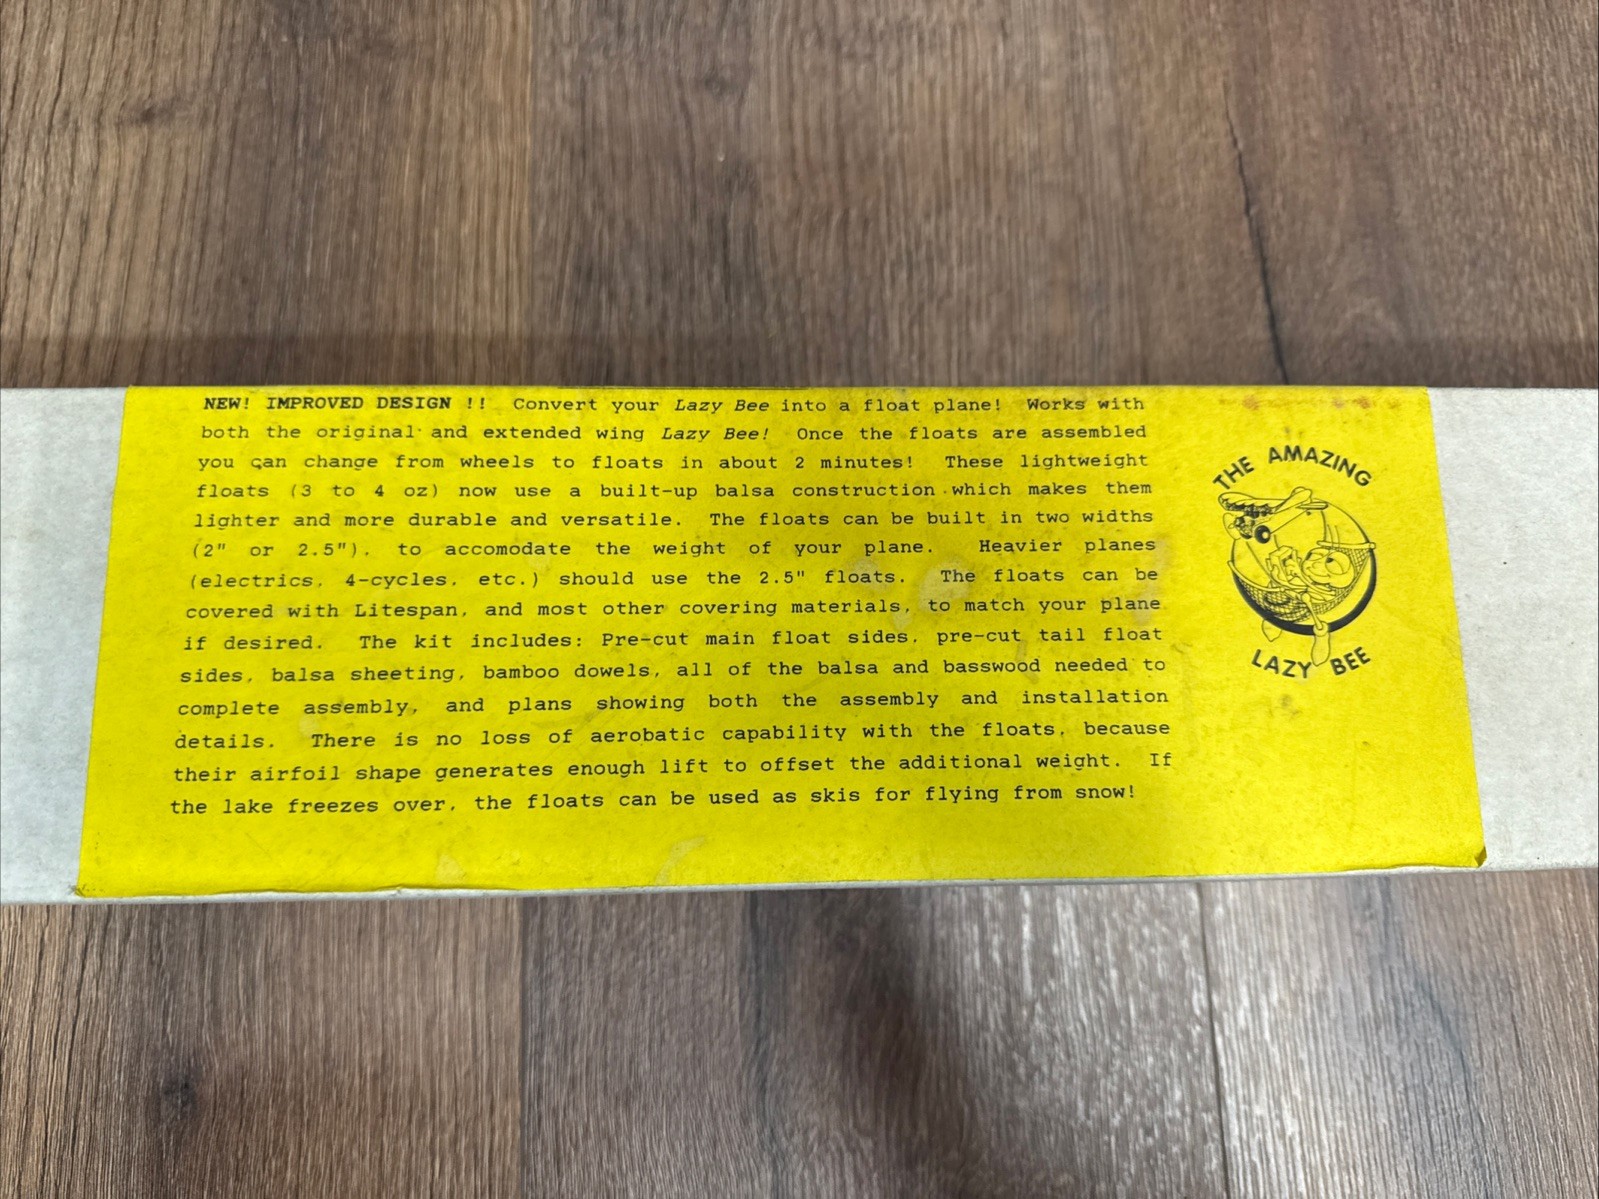 NEW! IMPROVED DESIGN !! Convert your Lazy Bee into a float plane! Works with
both the original and extended wing Lazy Bee! Once the floats are assembled
you can change from wheels to floats in about 2 minutes! These lightweight
floats (3 to 4 oz) now use a built-up balsa construction which makes them
lighter and more durable and versatile. The floats can be built in two widths
(2" or 2.5"), to accomodate the weight of your plane. Heavier planes
(electrics, 4-cycles, etc.) should use the 2.5" floats. The floats can be
covered with Litespan, and most other covering materials, to match your plane
if desired. The kit includes: Pre-cut main float sides, pre-cut tail float
sides, balsa sheeting, bamboo dowels, all of the balsa and basswood needed to
complete assembly, and plans showing both the assembly and installation
details. There is no loss of aerobatic capability with the floats, because
their airfoil shape generates enough lift to offset the additional weight. If
the lake freezes over, the floats can be used as skis for flying from snow!
THE AMAZING
LAZY BEE